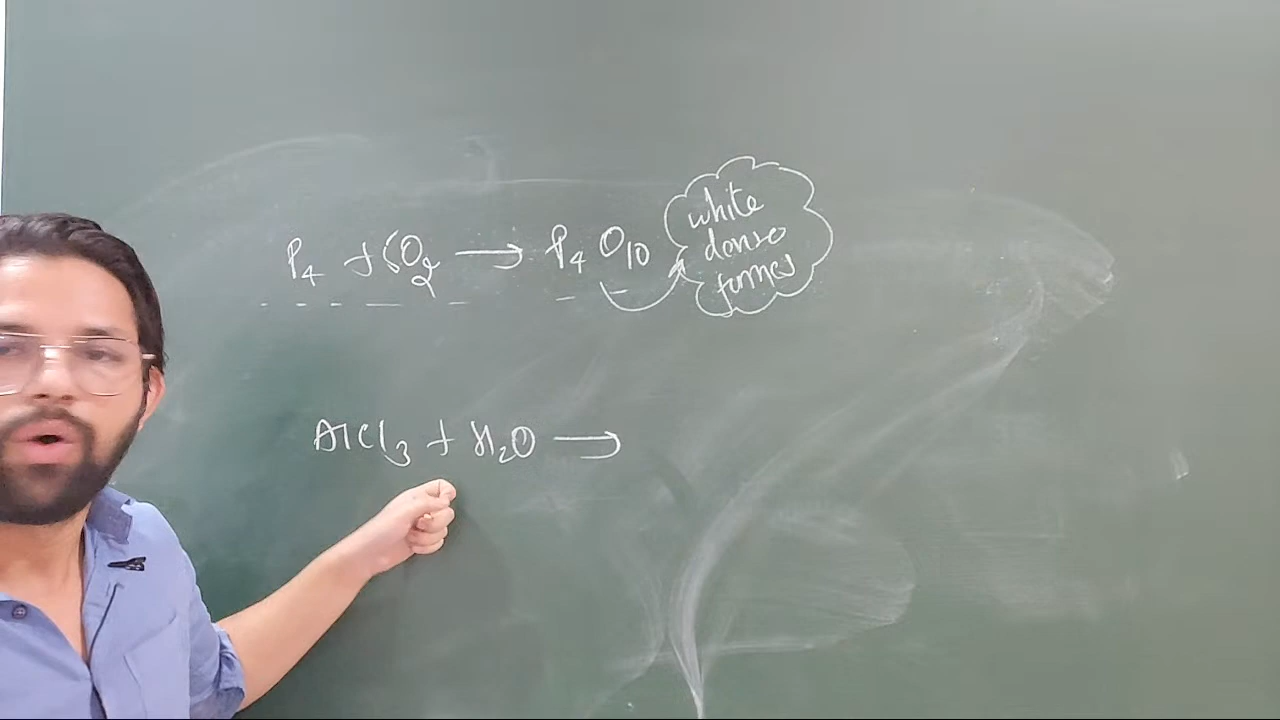 P₄ + 5O₂ ⟶ P₄O₁₀
white
dense
fumes
AlCl₃ + H₂O ⟶